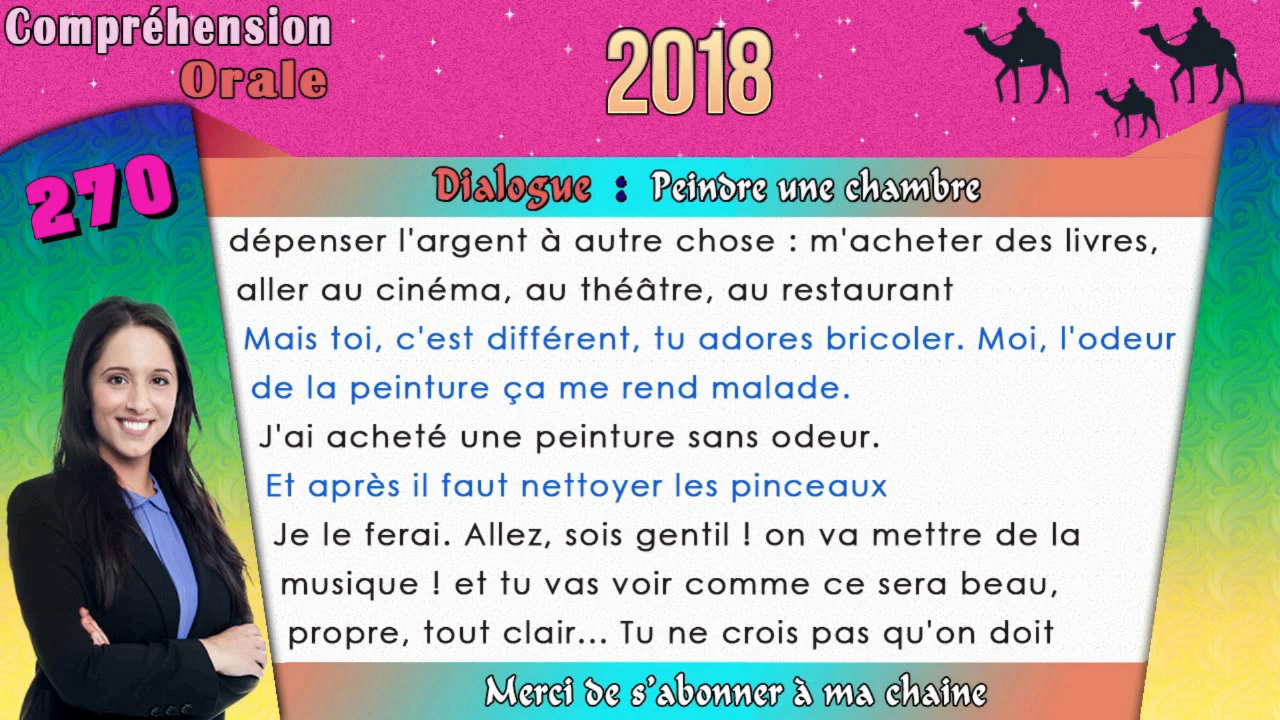 Compréhension
Orale
2018
270
Dialogue : Peindre une chambre
dépenser l'argent à autre chose : m'acheter des livres,
aller au cinéma, au théâtre, au restaurant
Mais toi, c'est différent, tu adores bricoler. Moi, l'odeur
de la peinture ça me rend malade.
J'ai acheté une peinture sans odeur.
Et après il faut nettoyer les pinceaux
Je le ferai. Allez, sois gentil ! on va mettre de la
musique ! et tu vas voir comme ce sera beau,
propre, tout clair... Tu ne crois pas qu'on doit
Merci de s'abonner à ma chaine